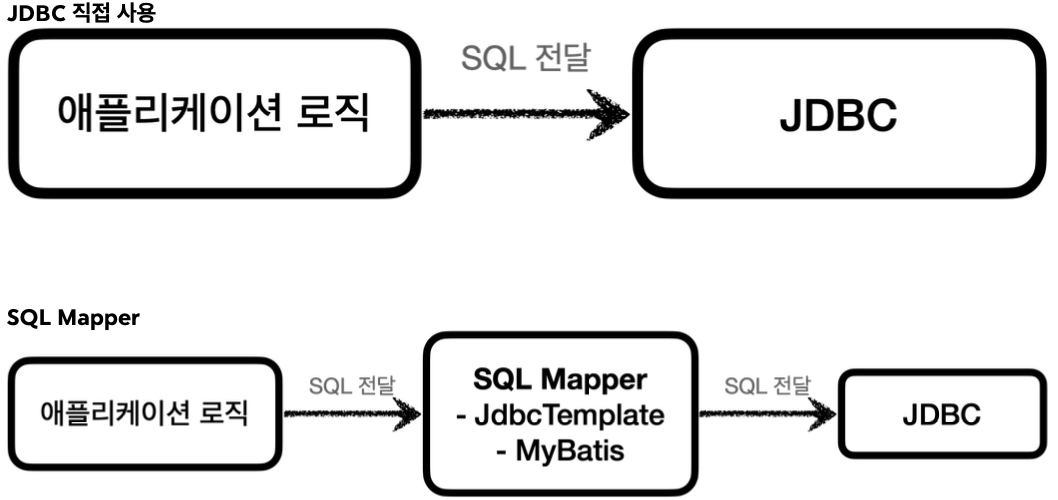 JDBC 직접 사용
SQL 전달
애플리케이션 로직
JDBC
SQL Mapper
SQL 전달
SQL 전달
애플리케이션 로직
SQL Mapper
- JdbcTemplate
- MyBatis
JDBC